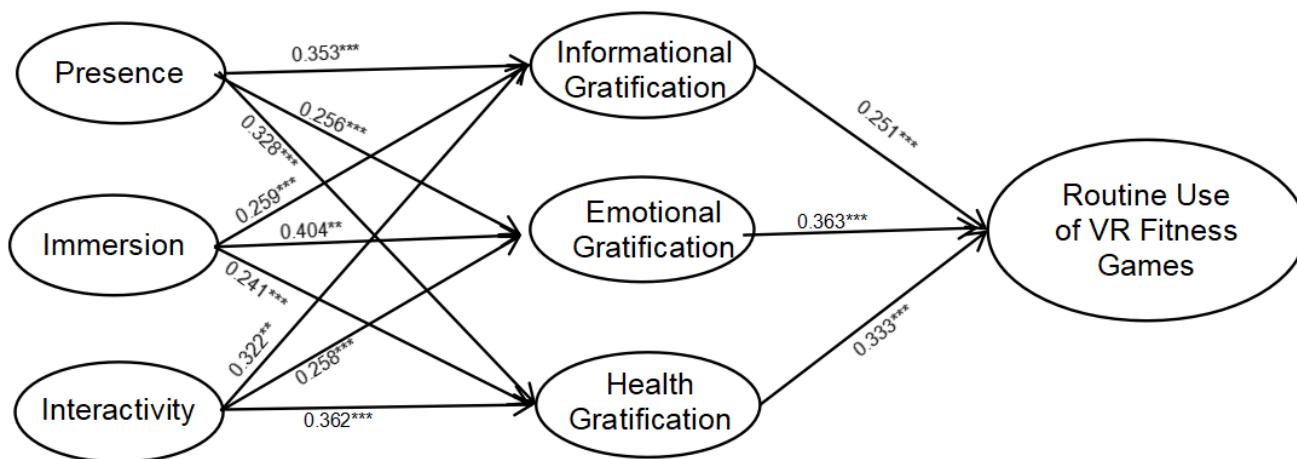 Presence
0.353***
Informational
Gratification
0.256***
0.328***
0.251***
0.259***
Immersion
0.404**
Emotional
Gratification
0.363***
Routine Use
of VR Fitness
Games
0.241***
0.322**
0.258***
0.333***
Interactivity
0.362***
Health
Gratification